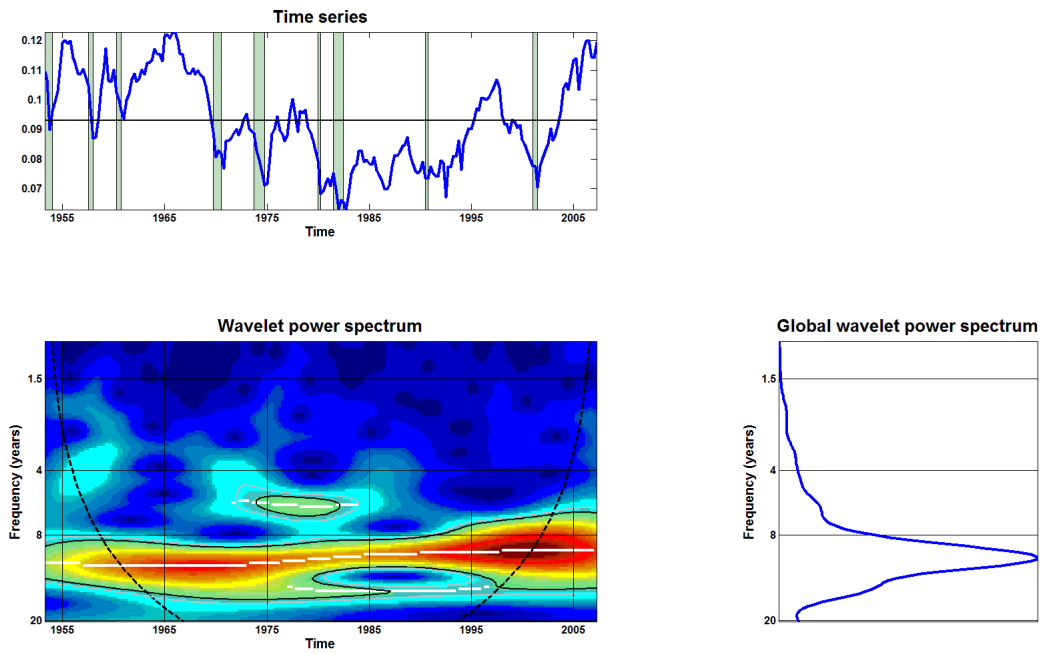 Time series
0.12
0.11
0.1
0.09
0.08
0.07
1955 1965 1975 1985 1995 2005
Time
Wavelet power spectrum
Frequency (years)
1.5
4
8
20
1955 1965 1975 1985 1995 2005
Time
Global wavelet power spectrum
Frequency (years)
1.5
4
8
20